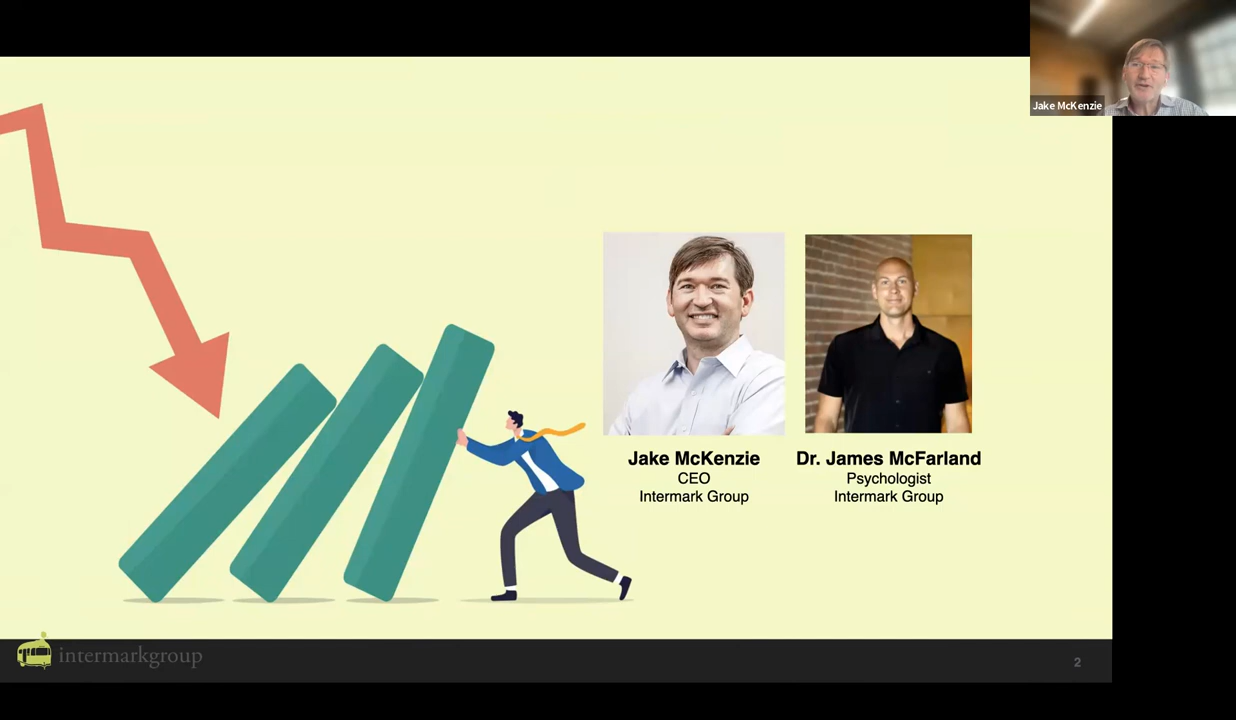 Jake McKenzie
Jake McKenzie
CEO
Intermark Group
Dr. James McFarland
Psychologist
Intermark Group
intermarkgroup
2